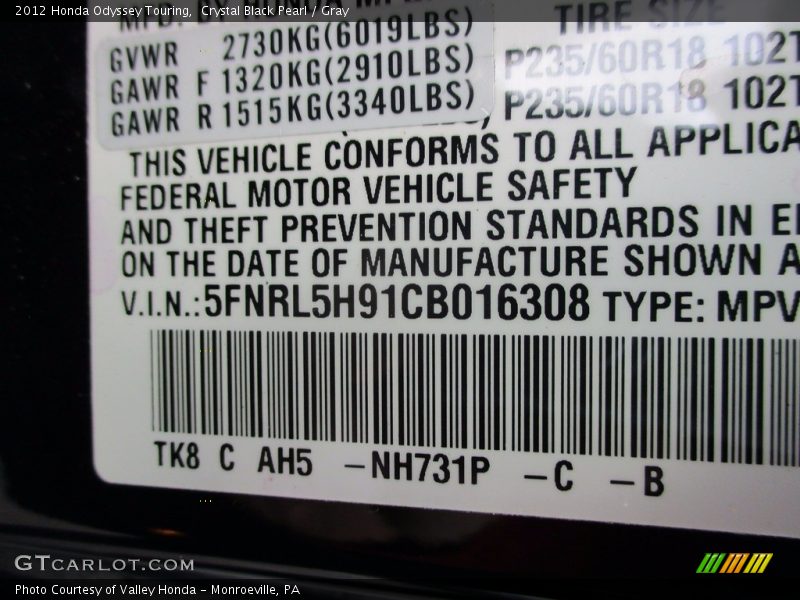 2012 Honda Odyssey Touring,  Crystal Black Pearl / Gray
TIRE SIZE
GVWR 2730KG(6019LBS)
GAWR F 1320KG(2910LBS) P235/60R18 102T
GAWR R 1515KG(3340LBS) P235/60R18 102T
THIS VEHICLE CONFORMS TO ALL APPLICA
FEDERAL MOTOR VEHICLE SAFETY
AND THEFT PREVENTION STANDARDS IN
ON THE DATE OF MANUFACTURE SHOWN A
V.I.N.:5FNRL5H91CB016308 TYPE: MPV
TK8 C AH5 –NH731P –C –B
GTCARLOT.COM
Photo Courtesy of Valley Honda – Monroeville, PA